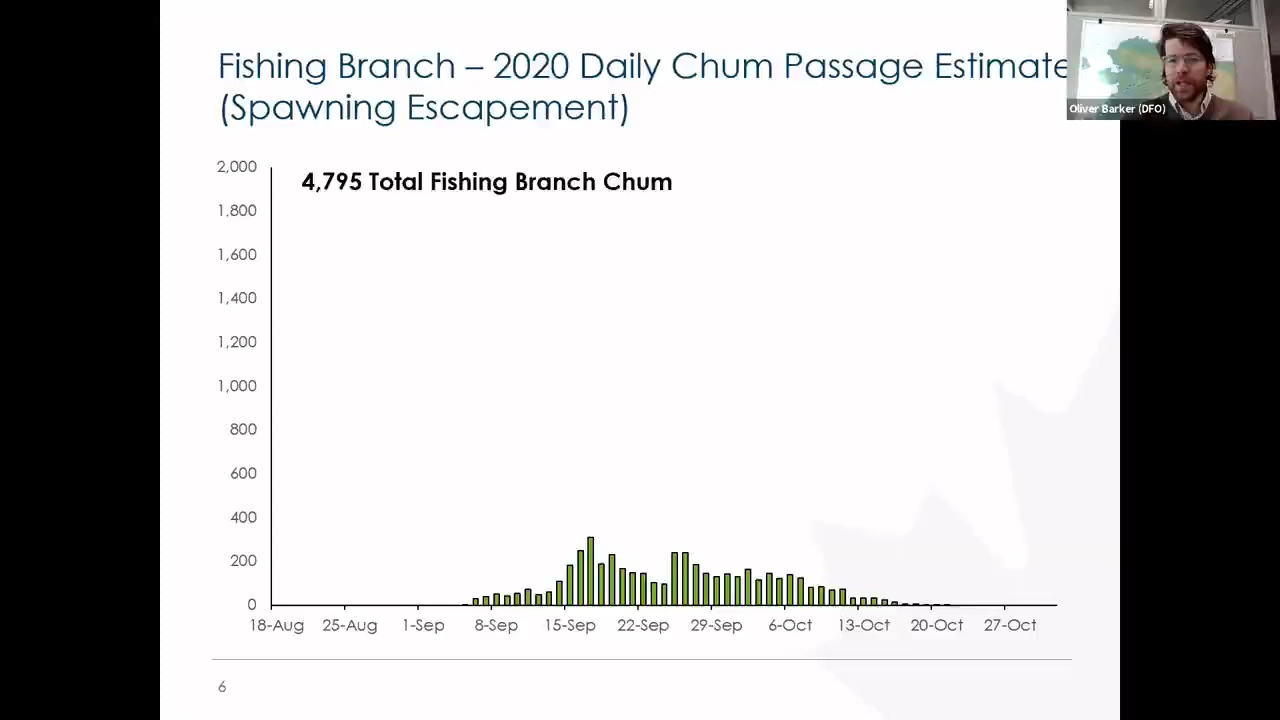 Fishing Branch – 2020 Daily Chum Passage Estimate
(Spawning Escapement)
Oliver Barker (DFO)
4,795 Total Fishing Branch Chum
2,000
1,800
1,600
1,400
1,200
1,000
800
600
400
200
0
18-Aug 25-Aug 1-Sep 8-Sep 15-Sep 22-Sep 29-Sep 6-Oct 13-Oct 20-Oct 27-Oct
6